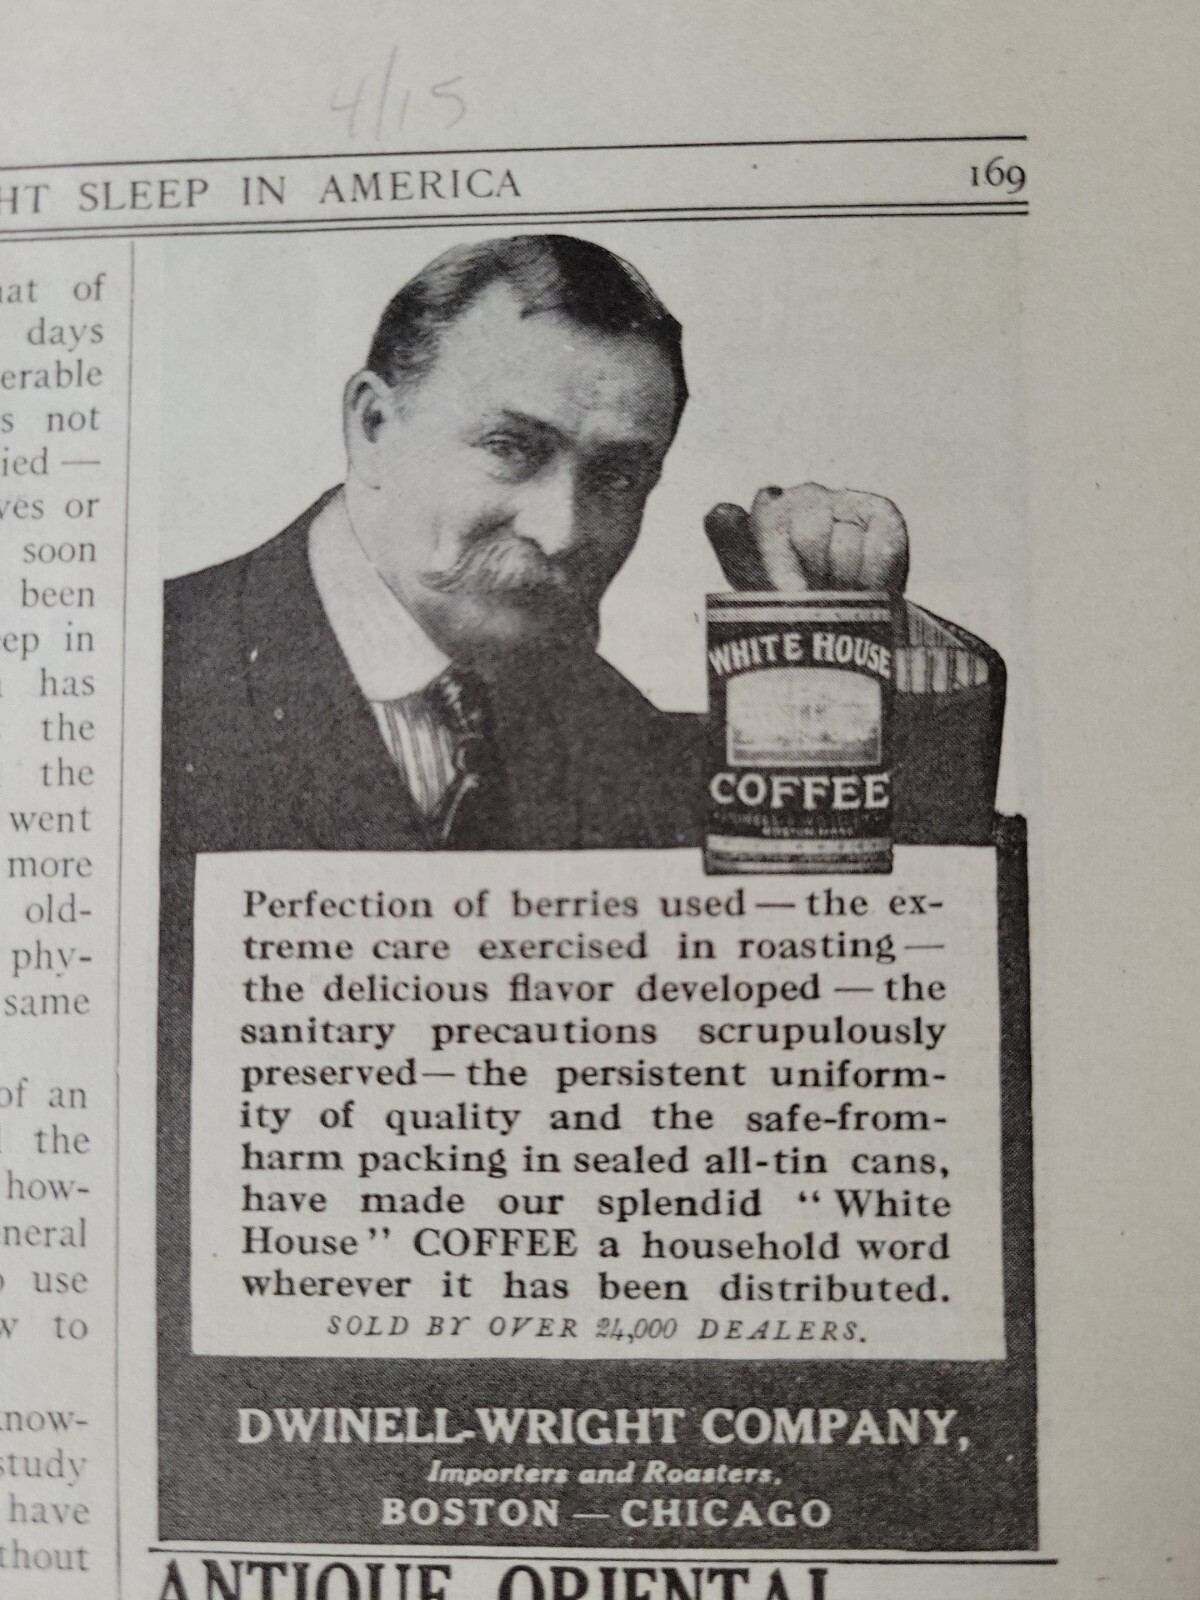 4/15
HT SLEEP IN AMERICA 169
of
days
erable
s not
ied —
or
soon
been
ep in
has
the
the
went
more
old-
phy-
same
of an
the
how-
neral
use
to
now-
study
have
thout
WHITE HOUSE
COFFEE
BOSTON, MASS.
Perfection of berries used — the ex-
treme care exercised in roasting —
the delicious flavor developed — the
sanitary precautions scrupulously
preserved — the persistent uniform-
ity of quality and the safe-from-
harm packing in sealed all-tin cans,
have made our splendid “ White
House ” COFFEE a household word
wherever it has been distributed.
SOLD BY OVER 24,000 DEALERS.
DWINELL-WRIGHT COMPANY,
Importers and Roasters,
BOSTON — CHICAGO
ANTIQUE ORIENTAL